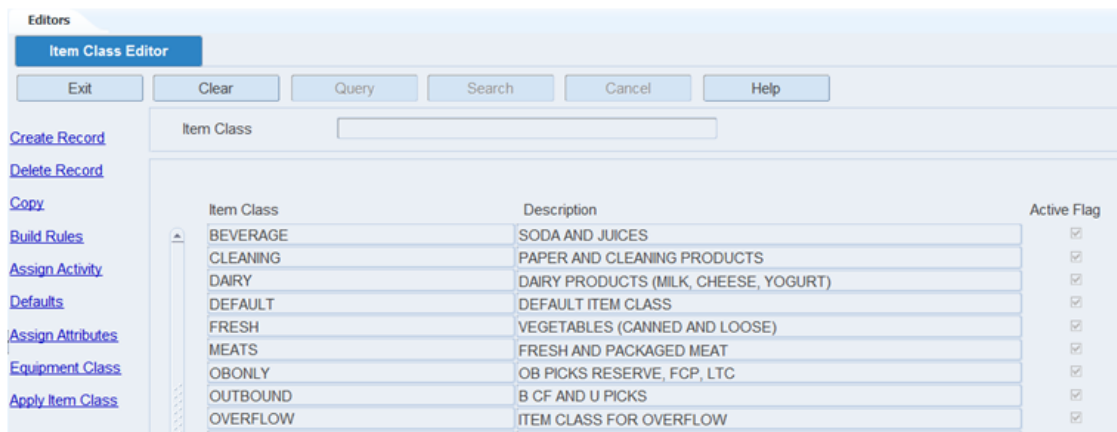 Editors
Item Class Editor
Exit Clear Query Search Cancel Help
Item Class
Create Record
Delete Record
Copy
Build Rules
Assign Activity
Defaults
Assign Attributes
Equipment Class
Apply Item Class
Item Class Description Active Flag
BEVERAGE SODA AND JUICES
CLEANING PAPER AND CLEANING PRODUCTS
DAIRY DAIRY PRODUCTS (MILK, CHEESE, YOGURT)
DEFAULT DEFAULT ITEM CLASS
FRESH VEGETABLES (CANNED AND LOOSE)
MEATS FRESH AND PACKAGED MEAT
OBONLY OB PICKS RESERVE, FCP, LTC
OUTBOUND B CF AND U PICKS
OVERFLOW ITEM CLASS FOR OVERFLOW